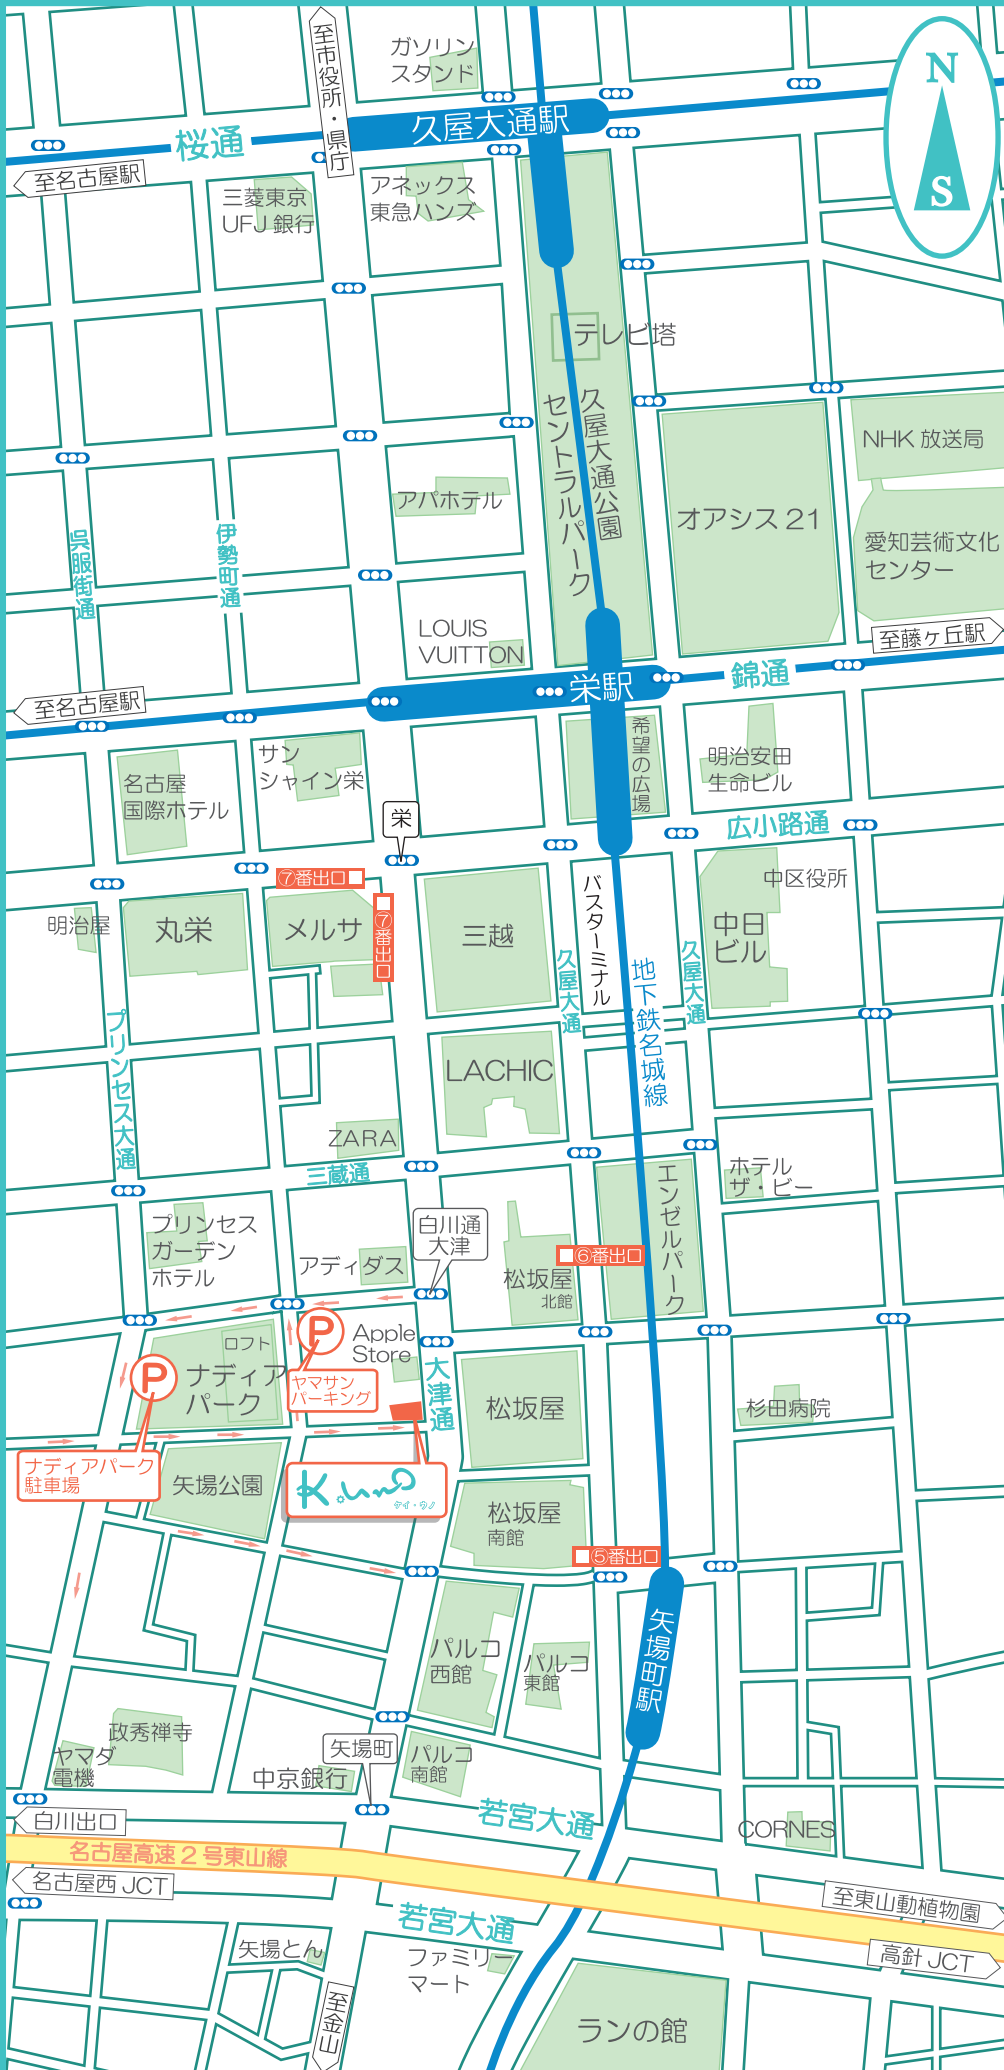 至市役所・県庁
ガソリン
スタンド
N
S
久屋大通駅
桜通
至名古屋駅
三菱東京
UFJ 銀行
アネックス
東急ハンズ
テレビ塔
久屋大通公園
セントラルパーク
NHK 放送局
オアシス 21
愛知芸術文化
センター
アパホテル
呉服街通
伊勢町通
LOUIS
VUITTON
至藤ヶ丘駅
錦通
栄駅
至名古屋駅
希望の広場
明治安田
生命ビル
名古屋
国際ホテル
サン
シャイン栄
栄
広小路通
中区役所
⑦番出口
⑦番出口
明治屋
丸栄
メルサ
三越
バスターミナル
中日
ビル
久屋大通
久屋大通
地下鉄名城線
プリンセス大通
LACHIC
ZARA
三蔵通
ホテル
ザ・ビー
エンゼルパーク
プリンセス
ガーデン
ホテル
アディダス
白川通
大津
松坂屋
北館
⑥番出口
ロフト
ナディア
パーク
P
P
Apple
Store
ヤマサン
パーキング
大津通
松坂屋
杉田病院
ナディアパーク
駐車場
矢場公園
K.uno
ケイ・ウノ
松坂屋
南館
⑤番出口
矢場町駅
パルコ
西館
パルコ
東館
政秀禅寺
ヤマダ
電機
矢場町
パルコ
南館
中京銀行
若宮大通
CORNES
白川出口
名古屋高速 2 号東山線
名古屋西 JCT
至東山動植物園
若宮大通
高針 JCT
矢場とん
ファミリー
マート
至金山
ランの館